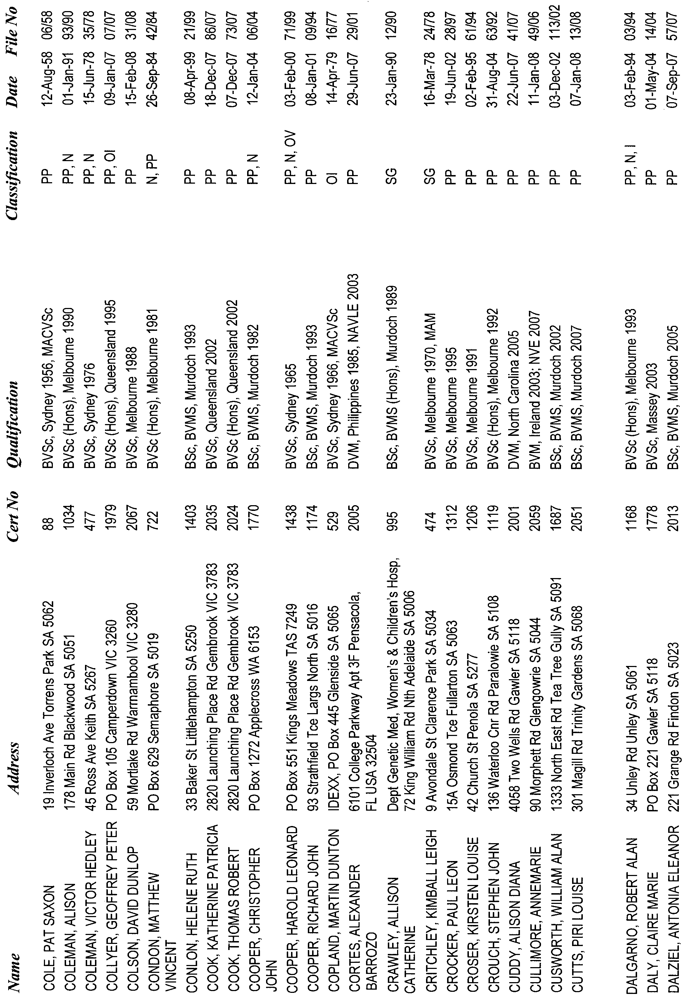 Name Address Cert No Qualification Classification Date File No
COLE, PAT SAXON 19 Inverloch Ave Torrens Park SA 5062 88 BVSc, Sydney 1956, MACVSc PP 12-Aug-58 06/58
COLEMAN, ALISON 178 Main Rd Blackwood SA 5051 1034 BVSc (Hons), Melbourne 1990 PP, N 01-Jan-91 93/90
COLEMAN, VICTOR HEDLEY 45 Ross Ave Keith SA 5267 477 BVSc, Sydney 1976 PP, N 15-Jun-78 35/78
COLLYER, GEOFFREY PETER PO Box 105 Camperdown VIC 3260 1979 BVSc (Hons), Queensland 1995 PP, OI 09-Jan-07 07/07
COLSON, DAVID DUNLOP 59 Mortlake Rd Warrnambool VIC 3280 2067 BVSc, Melbourne 1988 PP 15-Feb-08 31/08
CONDON, MATTHEW PO Box 629 Semaphore SA 5019 722 BVSc (Hons), Melbourne 1981 N, PP 26-Sep-84 42/84
VINCENT
CONLON, HELENE RUTH 33 Baker St Littlehampton SA 5250 1403 BSc, BVMS, Murdoch 1993 PP 08-Apr-99 21/99
COOK, KATHERINE PATRICIA 2820 Launching Place Rd Gembrook VIC 3783 2035 BVSc, Queensland 2002 PP 18-Dec-07 86/07
COOK, THOMAS ROBERT 2820 Launching Place Rd Gembrook VIC 3783 2024 BVSc (Hons), Queensland 2002 PP 07-Dec-07 73/07
COOPER, CHRISTOPHER PO Box 1272 Applecross WA 6153 1770 BSc, BVMS, Murdoch 1982 PP, N 12-Jan-04 06/04
JOHN
COOPER, HAROLD LEONARD PO Box 551 Kings Meadows TAS 7249 1438 BVSc, Sydney 1965 PP, N, OV 03-Feb-00 71/99
COOPER, RICHARD JOHN 93 Strathfield Tce Largs North SA 5016 1174 BSc, BVMS, Murdoch 1993 PP 08-Jan-01 09/94
COPLAND, MARTIN DUNTON IDEXX, PO Box 445 Glenside SA 5065 529 BVSc, Sydney 1966, MACVSc OI 14-Apr-79 16/77
CORTES, ALEXANDER 6101 College Parkway Apt 3F Pensacola, 2005 DVM, Philippines 1985, NAVLE 2003 PP 29-Jun-07 29/01
BARROZO FL USA 32504
CRAWLEY, ALLISON Dept Genetic Med, Women's & Children's Hosp, 995 BSc, BVMS (Hons), Murdoch 1989 SG 23-Jan-90 12/90
CATHERINE 72 King William Rd Nth Adelaide SA 5006
CRITCHLEY, KIMBALL LEIGH 9 Avondale St Clarence Park SA 5034 474 BVSc, Melbourne 1970, MAM SG 16-Mar-78 24/78
CROCKER, PAUL LEON 15A Osmond Tce Fullarton SA 5063 1312 BVSc, Melbourne 1995 PP 19-Jun-02 28/97
CROSER, KIRSTEN LOUISE 42 Church St Penola SA 5277 1206 BVSc, Melbourne 1991 PP 02-Feb-95 61/94
CROUCH, STEPHEN JOHN 136 Waterloo Cnr Rd Paralowie SA 5108 1119 BVSc (Hons), Melbourne 1992 PP 31-Aug-04 63/92
CUDDY, ALISON DIANA 4058 Two Wells Rd Gawler SA 5118 2001 DVM, North Carolina 2005 PP 22-Jun-07 41/07
CULLIMORE, ANNEMARIE 90 Morphett Rd Glengowrie SA 5044 2059 BVM, Ireland 2003; NVE 2007 PP 11-Jan-08 49/06
CUSWORTH, WILLIAM ALAN 1333 North East Rd Tea Tree Gully SA 5091 1687 BSc, BVMS, Murdoch 2002 PP 03-Dec-02 113/02
CUTTS, PIRI LOUISE 301 Magill Rd Trinity Gardens SA 5068 2051 BSc, BVMS, Murdoch 2007 PP 07-Jan-08 13/08
DALGARNO, ROBERT ALAN 34 Unley Rd Unley SA 5061 1168 BVSc (Hons), Melbourne 1993 PP, N, I 03-Feb-94 03/94
DALY, CLAIRE MARIE PO Box 221 Gawler SA 5118 1778 BVSc, Massey 2003 PP 01-May-04 14/04
DALZIEL, ANTONIA ELEANOR 221 Grange Rd Findon SA 5023 2013 BSc, BVMS, Murdoch 2005 PP 07-Sep-07 57/07